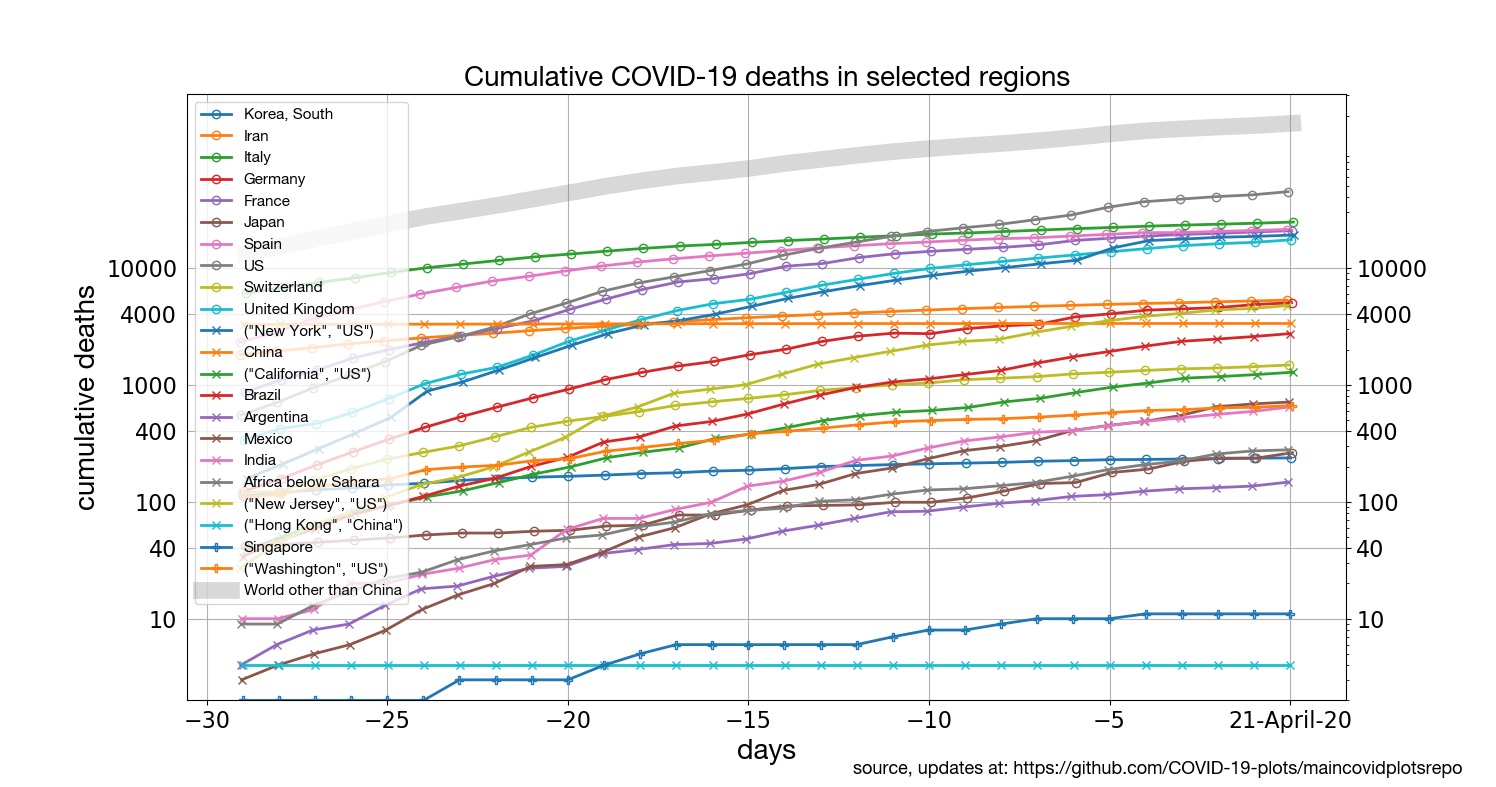 Cumulative COVID-19 deaths in selected regions
cumulative deaths
10000
4000
1000
400
100
40
10
10000
4000
1000
400
100
40
10
Korea, South
Iran
Italy
Germany
France
Japan
Spain
US
Switzerland
United Kingdom
("New York", "US")
China
("California", "US")
Brazil
Argentina
Mexico
India
Africa below Sahara
("New Jersey", "US")
("Hong Kong", "China")
Singapore
("Washington", "US")
World other than China
−30 −25 −20 −15 −10 −5 21-April-20
days
source, updates at: https://github.com/COVID-19-plots/maincovidplotsrepo